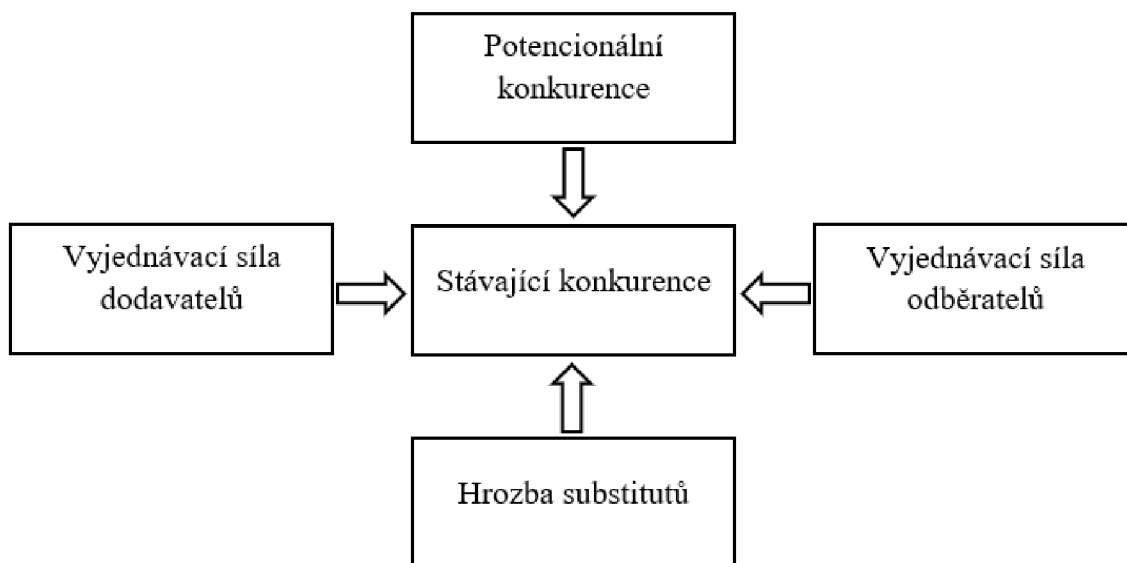 Potencionální
konkurence
Vyjednávací síla
dodavatelů
Stávající konkurence
Vyjednávací síla
odběratelů
Hrozba substitutů